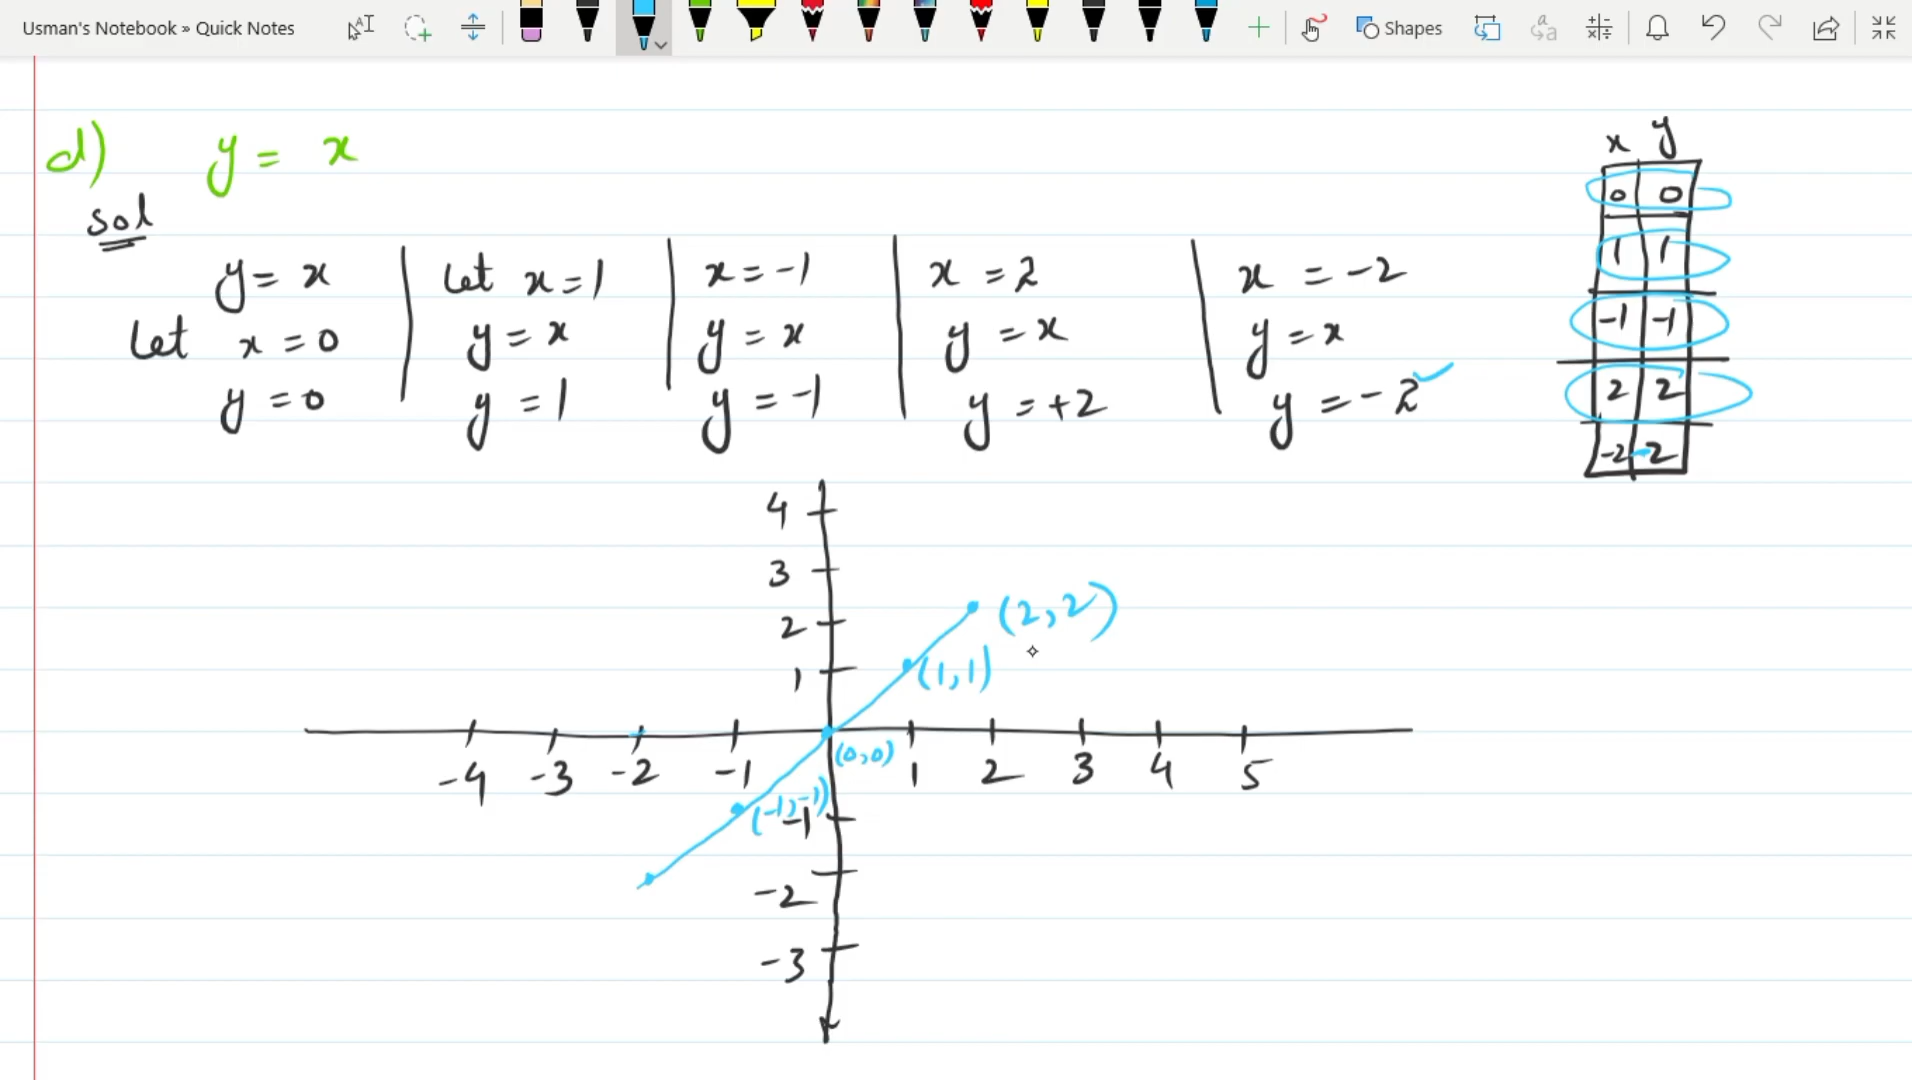 Usman's Notebook » Quick Notes
Shapes
d) y = x
sol
y = x
Let x = 0
y = 0
Let x = 1
y = x
y = 1
x = -1
y = x
y = -1
x = 2
y = x
y = +2
x = -2
y = x
y = -2
x y
0 0
1 1
-1 -1
2 2
-2 -2
4
3
2
1
(2,2)
(1,1)
(0,0)
-4 -3 -2 -1 1 2 3 4 5
(-1,-1)
-1
-2
-3